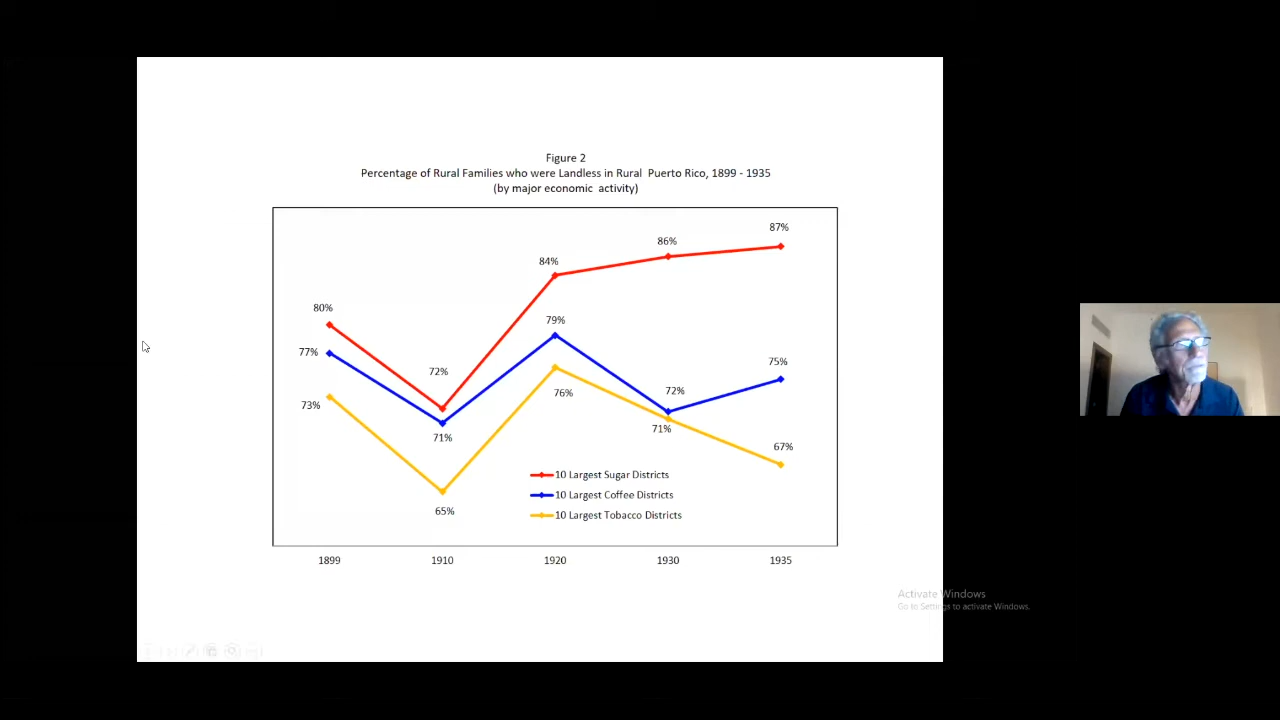 Figure 2
Percentage of Rural Families who were Landless in Rural Puerto Rico, 1899 - 1935
(by major economic activity)
87%
86%
84%
80%
79%
77%
75%
72%
72%
73%
76%
71%
71%
67%
65%
10 Largest Sugar Districts
10 Largest Coffee Districts
10 Largest Tobacco Districts
1899 1910 1920 1930 1935
Activate Windows
Go to Settings to activate Windows.